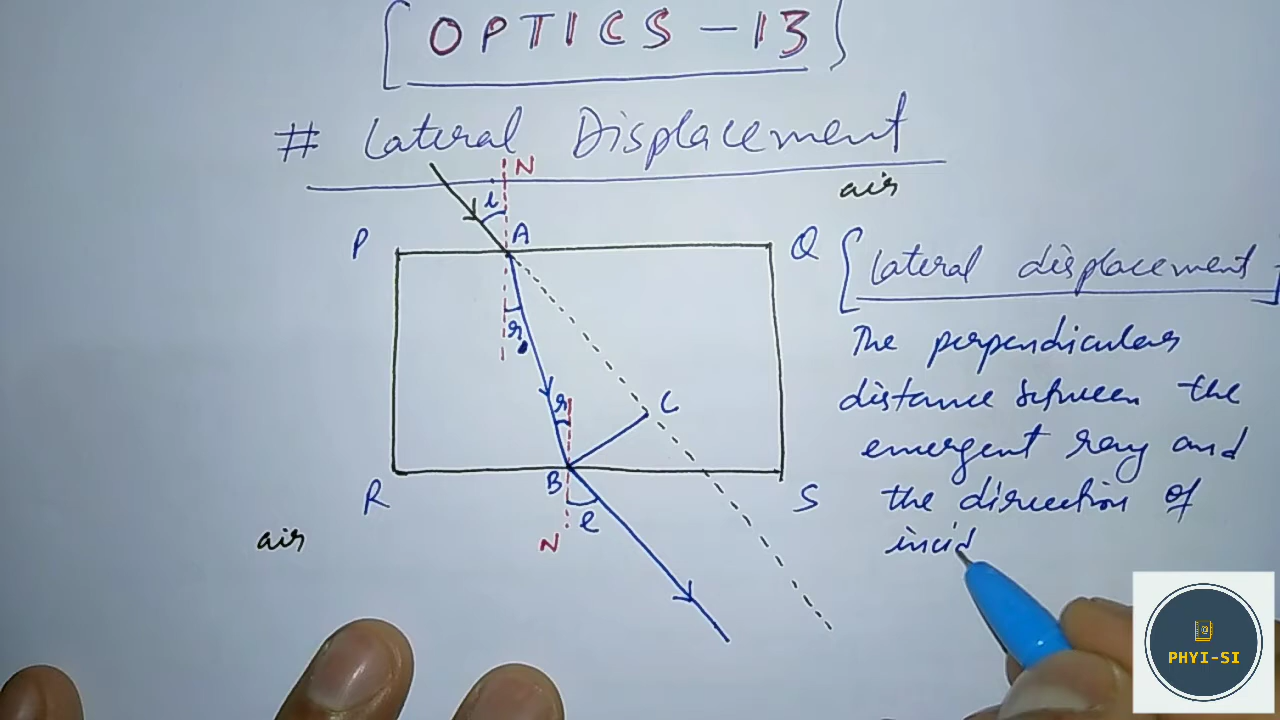 OPTICS - 13
# Lateral Displacement
N
air
i
A
P
Q
[Lateral displacement]
r
The perpendicular
distance between the
emergent ray and
the direction of
incid
r
C
B
R
S
e
N
air
PHYI-SI